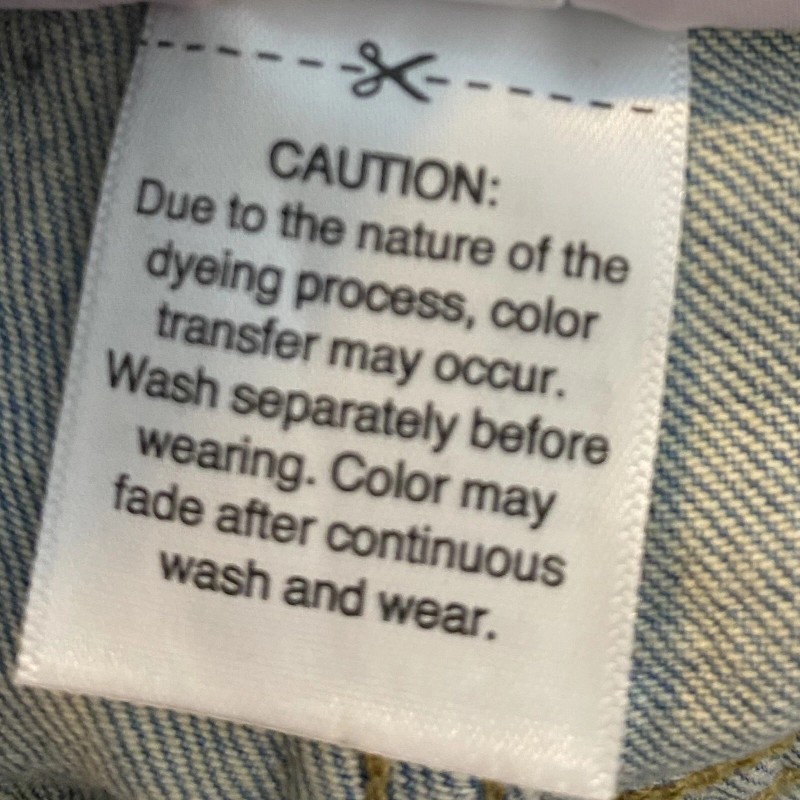 CAUTION:
Due to the nature of the
dyeing process, color
transfer may occur.
Wash separately before
wearing. Color may
fade after continuous
wash and wear.